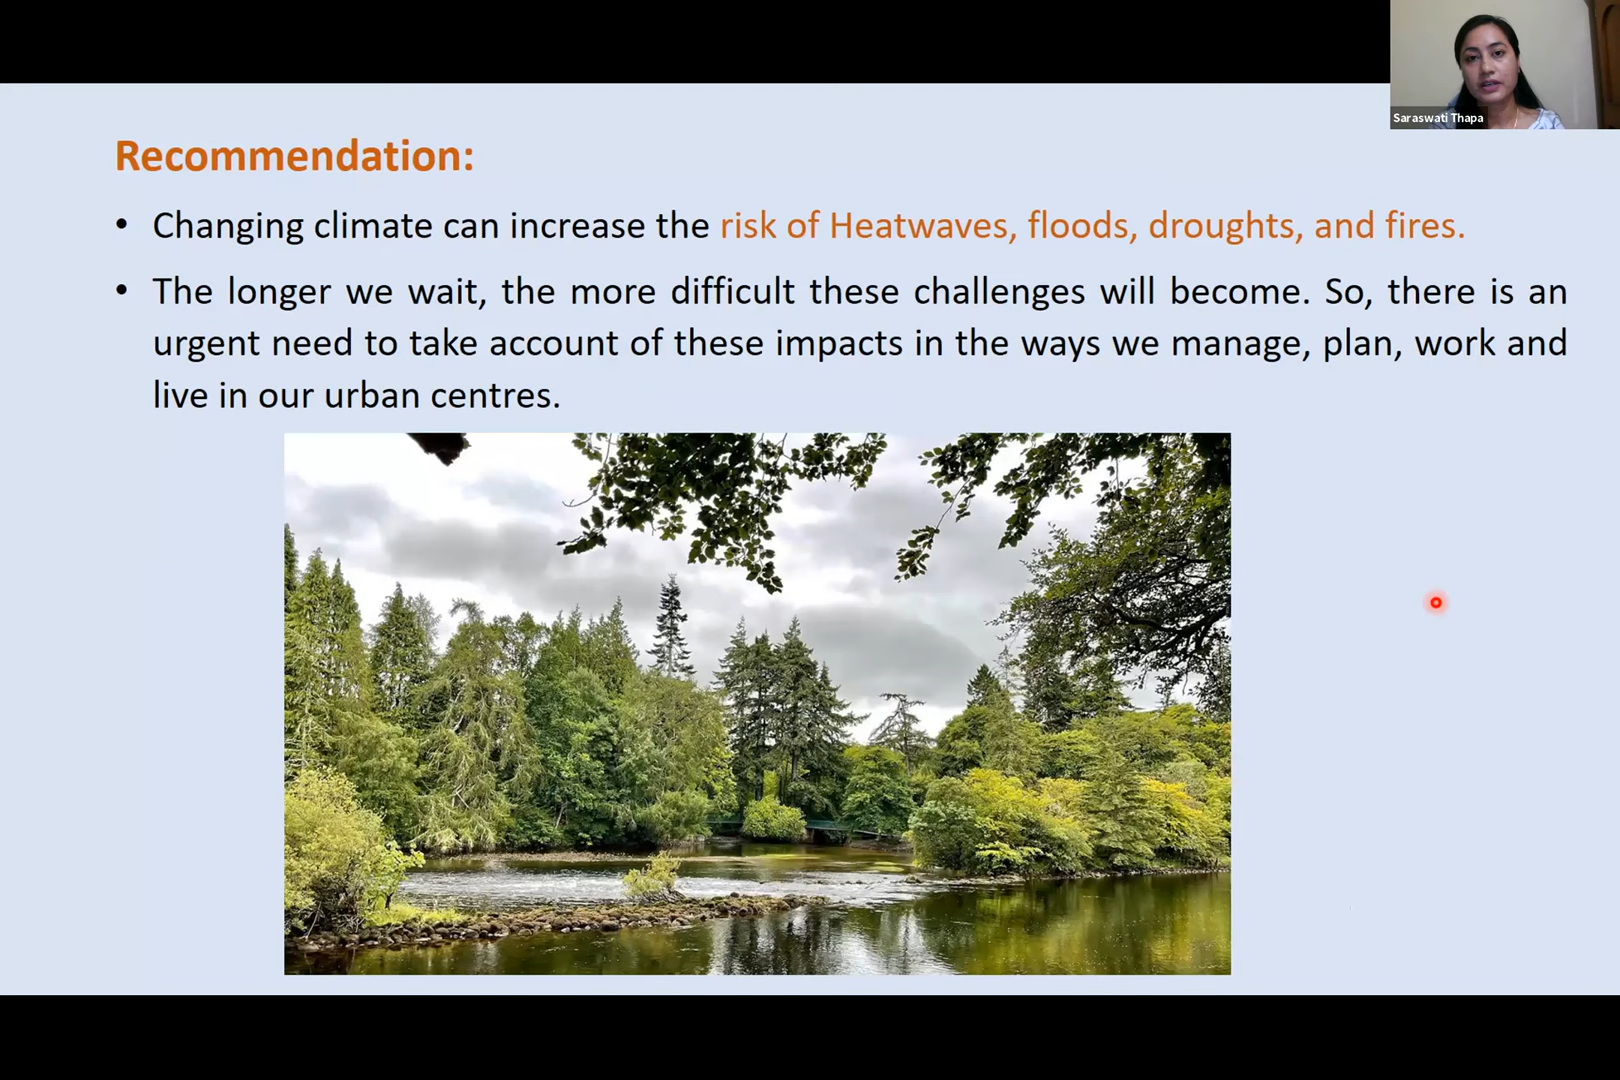 Saraswati Thapa
Recommendation:
• Changing climate can increase the risk of Heatwaves, floods, droughts, and fires.
• The longer we wait, the more difficult these challenges will become. So, there is an
urgent need to take account of these impacts in the ways we manage, plan, work and
live in our urban centres.